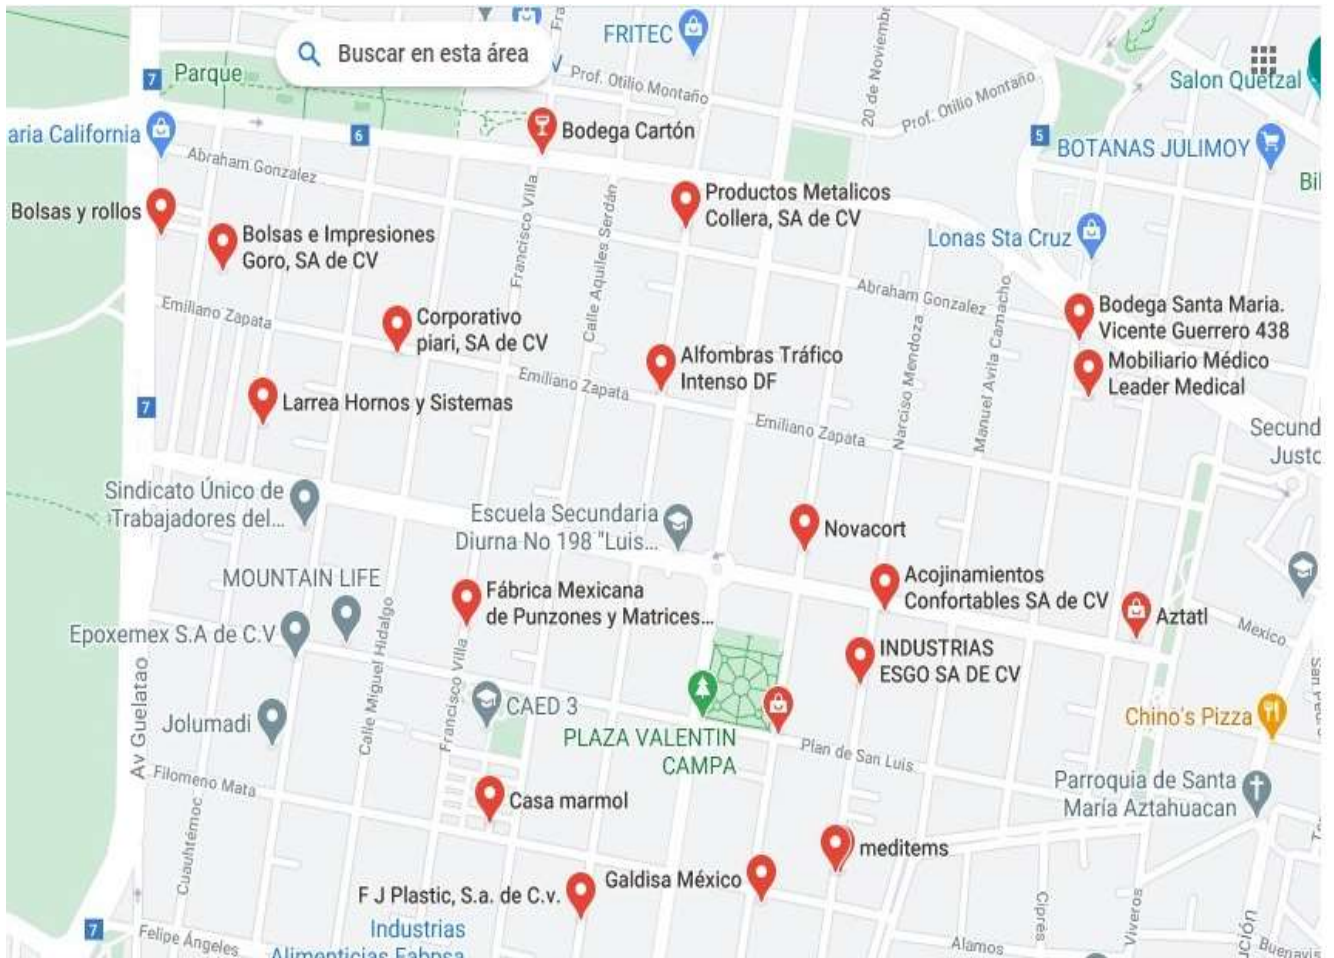 FRITEC
Buscar en esta área
Parque
7
Prof. Otilio Montaño
20 de Noviembr
Prof. Otilio Montaño
Salon Quetzal
aria California
6
Bodega Cartón
5
BOTANAS JULIMOY
Abraham Gonzalez
Bolsas y rollos
Bolsas e Impresiones
Goro, SA de CV
Francisco Villa
Calle Aquiles Serdán
Productos Metalicos
Collera, SA de CV
Lonas Sta Cruz
Emiliano Zapata
Corporativo
piari, SA de CV
Abraham Gonzalez
Bodega Santa Maria.
Vicente Guerrero 438
Mobiliario Médico
Leader Medical
Alfombras Tráfico
Intenso DF
Emiliano Zapata
Narciso Mendoza
Manuel Avila Camacho
7
Larrea Hornos y Sistemas
Emiliano Zapata
Secund
Justo
Sindicato Único de
Trabajadores del...
Escuela Secundaria
Diurna No 198 "Luis...
Novacort
MOUNTAIN LIFE
Fábrica Mexicana
de Punzones y Matrices...
Acojinamientos
Confortables SA de CV
Aztatl
Mexico
Epoxemex S.A de C.V
INDUSTRIAS
ESGO SA DE CV
Av Guelatao
Calle Miguel Hidalgo
Francisco Villa
Jolumadi
CAED 3
PLAZA VALENTIN
CAMPA
Chino's Pizza
Plan de San Luis
Filomeno Mata
Parroquia de Santa
María Aztahuacan
Casa marmol
Cuauhtémoc
meditems
Galdisa México
F J Plastic, S.a. de C.v.
7
Felipe Ángeles
Industrias
Alimenticias Fabpsa
Ciprés
Viveros
Alamos
ución
Buenavis